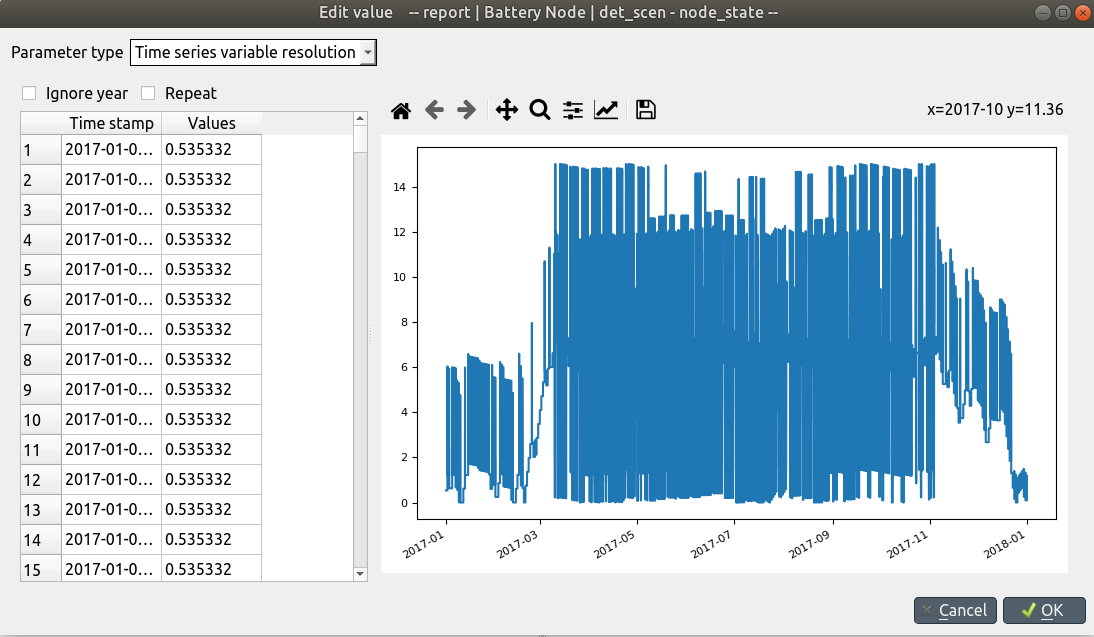 Edit value -- report | Battery Node | det_scen - node_state --
Parameter type Time series variable resolution
Ignore year Repeat
x=2017-10 y=11.36
Time stamp Values
1 2017-01-0... 0.535332
2 2017-01-0... 0.535332
3 2017-01-0... 0.535332
4 2017-01-0... 0.535332
5 2017-01-0... 0.535332
6 2017-01-0... 0.535332
7 2017-01-0... 0.535332
8 2017-01-0... 0.535332
9 2017-01-0... 0.535332
10 2017-01-0... 0.535332
11 2017-01-0... 0.535332
12 2017-01-0... 0.535332
13 2017-01-0... 0.535332
14 2017-01-0... 0.535332
15 2017-01-0... 0.535332
14
12
10
8
6
4
2
0
2017-01 2017-03 2017-05 2017-07 2017-09 2017-11 2018-01
Cancel OK